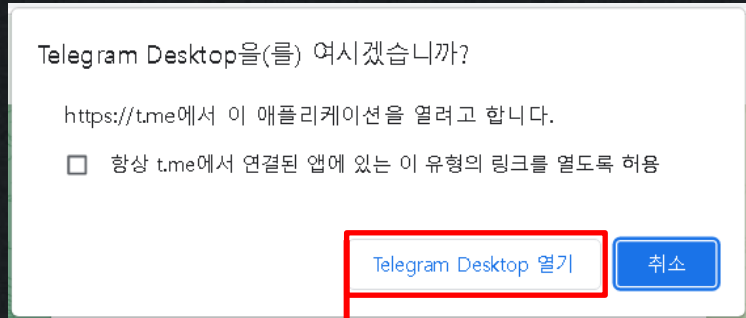 Telegram Desktop을(를) 여시겠습니까?
https://t.me에서 이 애플리케이션을 열려고 합니다.
항상 t.me에서 연결된 앱에 있는 이 유형의 링크를 열도록 허용
Telegram Desktop 열기 취소